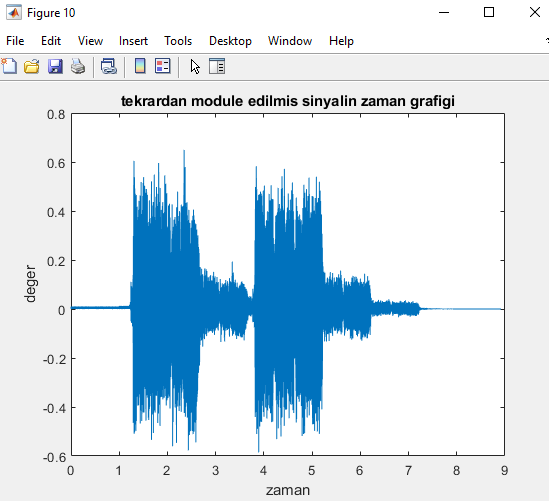 Figure 10
File Edit View Insert Tools Desktop Window Help
tekrardan module edilmis sinyalin zaman grafigi
0.8
0.6
0.4
0.2
0
-0.2
-0.4
-0.6
deger
0 1 2 3 4 5 6 7 8 9
zaman